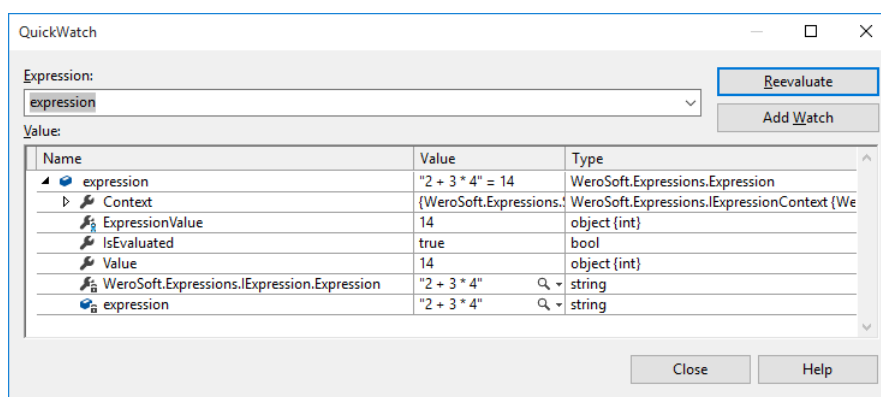 QuickWatch
Expression:
Reevaluate
expression
Add Watch
Value:
Name Value Type
expression "2 + 3 * 4" = 14 WeroSoft.Expressions.Expression
Context {WeroSoft.Expressions. WeroSoft.Expressions.IExpressionContext {We
ExpressionValue 14 object {int}
IsEvaluated true bool
Value 14 object {int}
WeroSoft.Expressions.IExpression.Expression "2 + 3 * 4" string
expression "2 + 3 * 4" string
Close Help